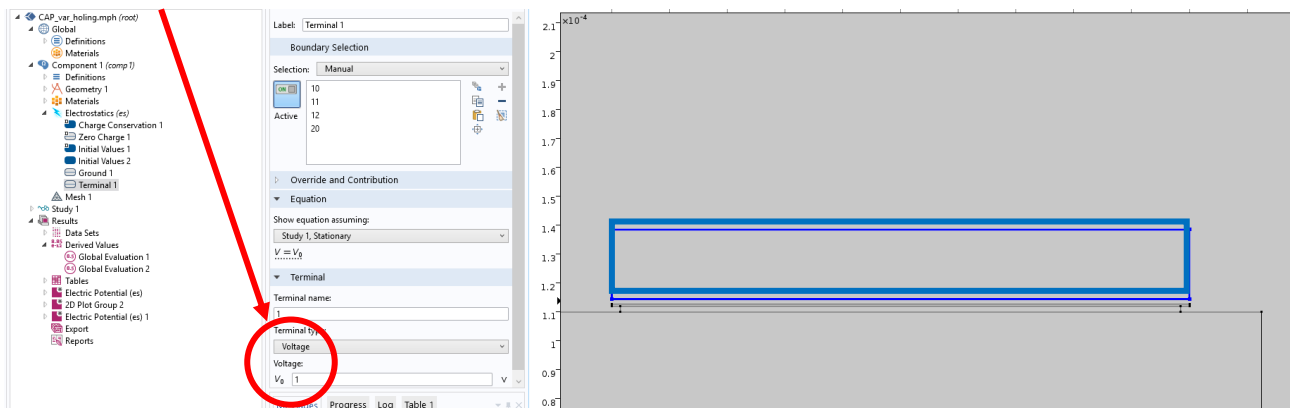 CAP_var_holing.mph (root)
Global
Definitions
Materials
Component 1 (comp1)
Definitions
Geometry 1
Materials
Electrostatics (es)
Charge Conservation 1
Zero Charge 1
Initial Values 1
Initial Values 2
Ground 1
Terminal 1
Mesh 1
Study 1
Results
Data Sets
Derived Values
Global Evaluation 1
Global Evaluation 2
Tables
Electric Potential (es)
2D Plot Group 2
Electric Potential (es) 1
Export
Reports
Label: Terminal 1
Boundary Selection
Selection: Manual
Active
10
11
12
20
Override and Contribution
Equation
Show equation assuming:
Study 1, Stationary
V = V₀
Terminal
Terminal name:
1
Terminal type:
Voltage
Voltage:
V₀ 1 V
Progress Log Table 1
×10⁻⁴
2.1
2
1.9
1.8
1.7
1.6
1.5
1.4
1.3
1.2
1.1
1
0.9
0.8